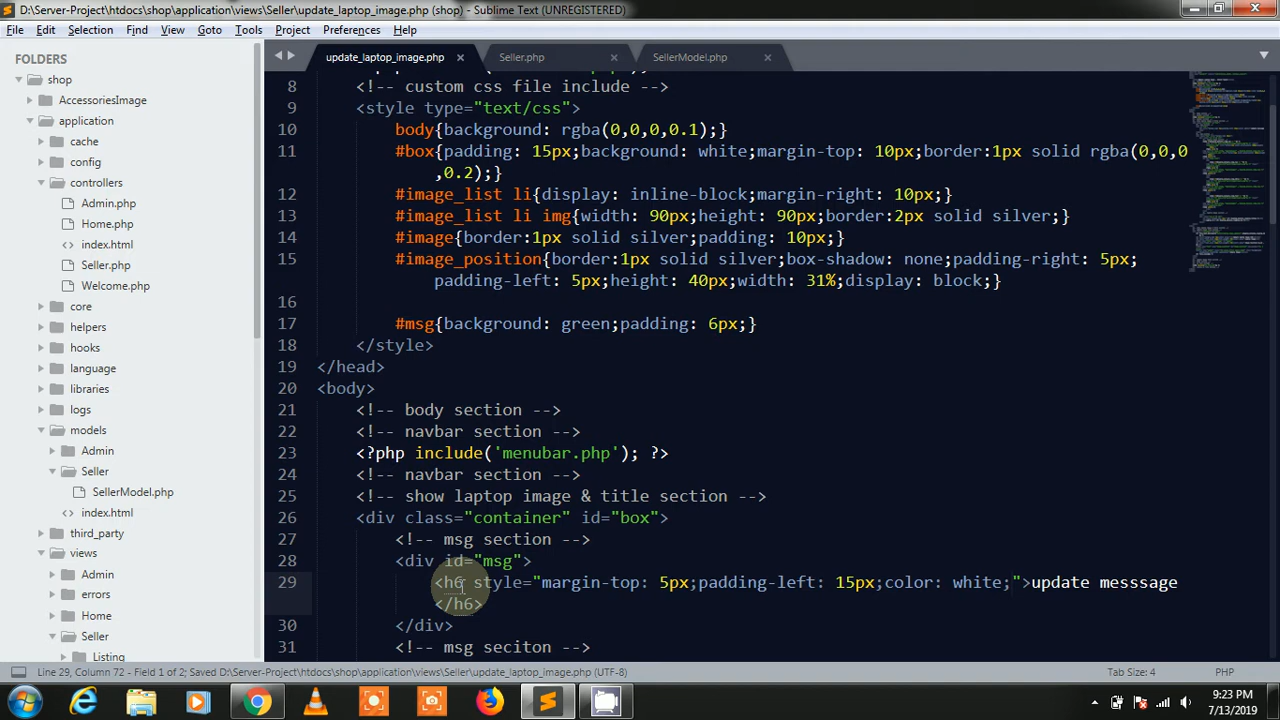 D:\Server-Project\htdocs\shop\application\views\Seller\update_laptop_image.php (shop) - Sublime Text (UNREGISTERED)
File Edit Selection Find View Goto Tools Project Preferences Help
FOLDERS
shop
AccessoriesImage
application
cache
config
controllers
Admin.php
Home.php
index.html
Seller.php
Welcome.php
core
helpers
hooks
language
libraries
logs
models
Admin
Seller
SellerModel.php
index.html
third_party
views
Admin
errors
Home
Seller
Listing
update_laptop_image.php Seller.php SellerModel.php
8 <!-- custom css file include -->
9 <style type="text/css">
10 body{background: rgba(0,0,0,0.1);}
11 #box{padding: 15px;background: white;margin-top: 10px;border:1px solid rgba(0,0,0
,0.2);}
12 #image_list li{display: inline-block;margin-right: 10px;}
13 #image_list li img{width: 90px;height: 90px;border:2px solid silver;}
14 #image{border:1px solid silver;padding: 10px;}
15 #image_position{border:1px solid silver;box-shadow: none;padding-right: 5px;
padding-left: 5px;height: 40px;width: 31%;display: block;}
16
17 #msg{background: green;padding: 6px;}
18 </style>
19 </head>
20 <body>
21 <!-- body section -->
22 <!-- navbar section -->
23 <?php include('menubar.php'); ?>
24 <!-- navbar section -->
25 <!-- show laptop image & title section -->
26 <div class="container" id="box">
27 <!-- msg section -->
28 <div id="msg">
29 <h6 style="margin-top: 5px;padding-left: 15px;color: white;">update messsage
</h6>
30 </div>
31 <!-- msg seciton -->
Line 29, Column 72 - Field 1 of 2; Saved D:\Server-Project\htdocs\shop\application\views\Seller\update_laptop_image.php (UTF-8) Tab Size: 4 PHP
9:23 PM
7/13/2019